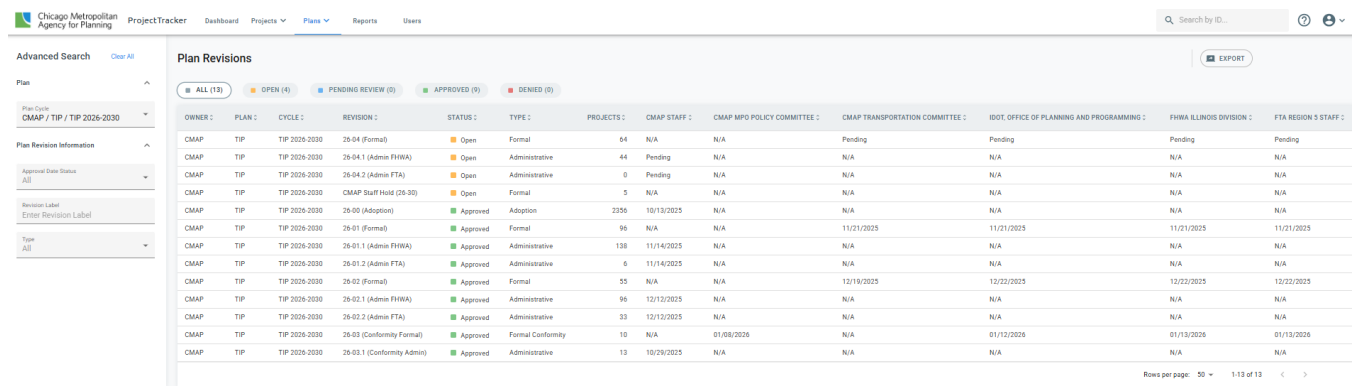 Chicago Metropolitan
Agency for Planning
ProjectTracker Dashboard Projects Plans Reports Users Search by ID...
Advanced Search Clear All
Plan
Plan Cycle
CMAP / TIP / TIP 2026-2030
Plan Revision Information
Approval Date Status
All
Revision Label
Enter Revision Label
Type
All
Plan Revisions EXPORT
ALL (13) OPEN (4) PENDING REVIEW (0) APPROVED (9) DENIED (0)
OWNER PLAN CYCLE REVISION STATUS TYPE PROJECTS CMAP STAFF CMAP MPO POLICY COMMITTEE CMAP TRANSPORTATION COMMITTEE IDOT, OFFICE OF PLANNING AND PROGRAMMING FHWA ILLINOIS DIVISION FTA REGION 5 STAFF
CMAP TIP TIP 2026-2030 26-04 (Formal) Open Formal 64 N/A N/A Pending Pending Pending Pending
CMAP TIP TIP 2026-2030 26-04.1 (Admin FHWA) Open Administrative 44 Pending N/A N/A N/A N/A N/A
CMAP TIP TIP 2026-2030 26-04.2 (Admin FTA) Open Administrative 0 Pending N/A N/A N/A N/A N/A
CMAP TIP TIP 2026-2030 CMAP Staff Hold (26-30) Open Formal 5 N/A N/A N/A N/A N/A N/A
CMAP TIP TIP 2026-2030 26-00 (Adoption) Approved Adoption 2356 10/13/2025 N/A N/A N/A N/A N/A
CMAP TIP TIP 2026-2030 26-01 (Formal) Approved Formal 96 N/A N/A 11/21/2025 11/21/2025 11/21/2025 11/21/2025
CMAP TIP TIP 2026-2030 26-01.1 (Admin FHWA) Approved Administrative 138 11/14/2025 N/A N/A N/A N/A N/A
CMAP TIP TIP 2026-2030 26-01.2 (Admin FTA) Approved Administrative 6 11/14/2025 N/A N/A N/A N/A N/A
CMAP TIP TIP 2026-2030 26-02 (Formal) Approved Formal 55 N/A N/A 12/19/2025 12/22/2025 12/22/2025 12/22/2025
CMAP TIP TIP 2026-2030 26-02.1 (Admin FHWA) Approved Administrative 96 12/12/2025 N/A N/A N/A N/A N/A
CMAP TIP TIP 2026-2030 26-02.2 (Admin FTA) Approved Administrative 33 12/12/2025 N/A N/A N/A N/A N/A
CMAP TIP TIP 2026-2030 26-03 (Conformity Formal) Approved Formal Conformity 10 N/A 01/08/2026 N/A 01/12/2026 01/13/2026 01/13/2026
CMAP TIP TIP 2026-2030 26-03.1 (Conformity Admin) Approved Administrative 13 10/29/2025 N/A N/A N/A N/A N/A
Rows per page: 50 1-13 of 13